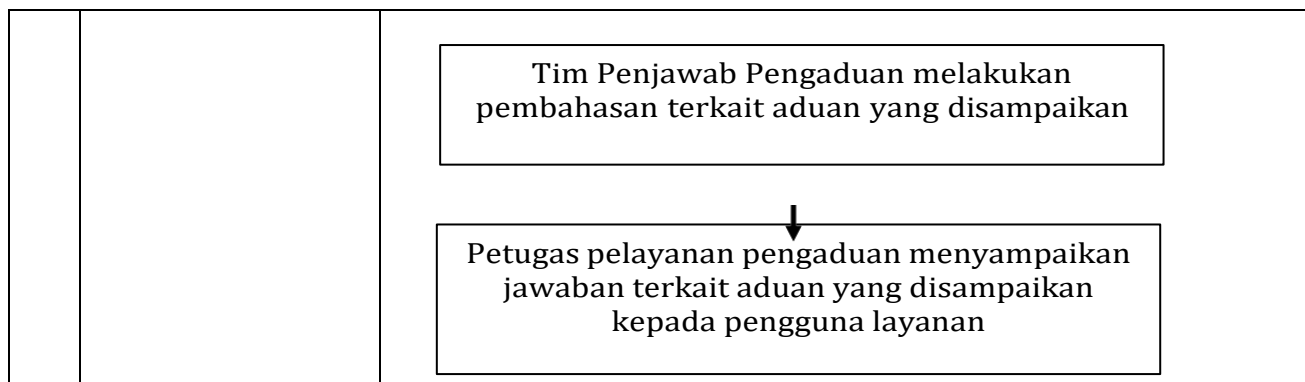 Tim Penjawab Pengaduan melakukan
pembahasan terkait aduan yang disampaikan
Petugas pelayanan pengaduan menyampaikan
jawaban terkait aduan yang disampaikan
kepada pengguna layanan